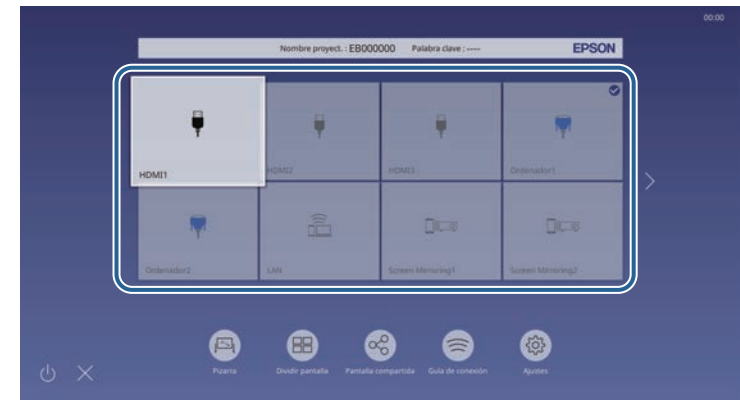 00:00
Nombre proyect. : EB000000 Palabra clave : ---- EPSON
HDMI1 HDMI2 HDMI3 Ordenador1
Ordenador2 LAN Screen Mirroring1 Screen Mirroring2
Pizarra Dividir pantalla Pantalla compartida Guía de conexión Ajustes